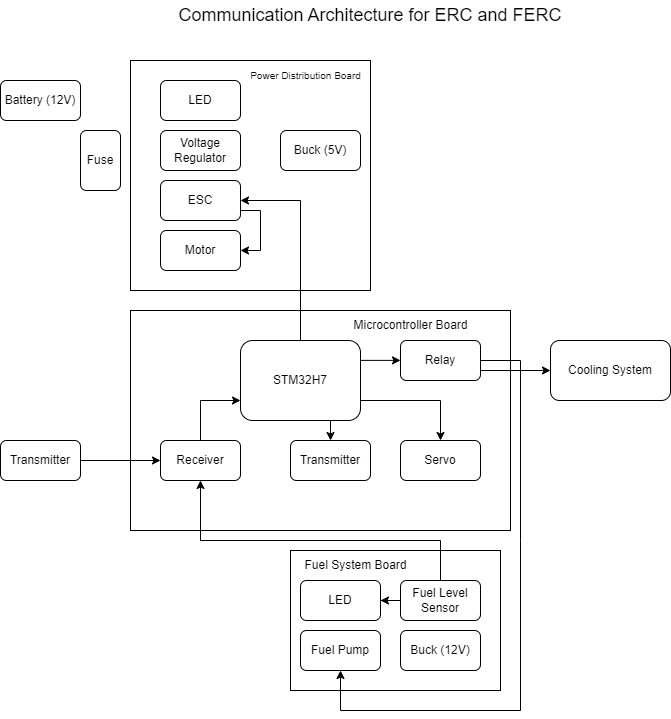 Communication Architecture for ERC and FERC
Power Distribution Board
Battery (12V)
LED
Fuse
Voltage
Regulator
Buck (5V)
ESC
Motor
Microcontroller Board
STM32H7
Relay
Cooling System
Transmitter
Receiver
Transmitter
Servo
Fuel System Board
LED
Fuel Level
Sensor
Fuel Pump
Buck (12V)